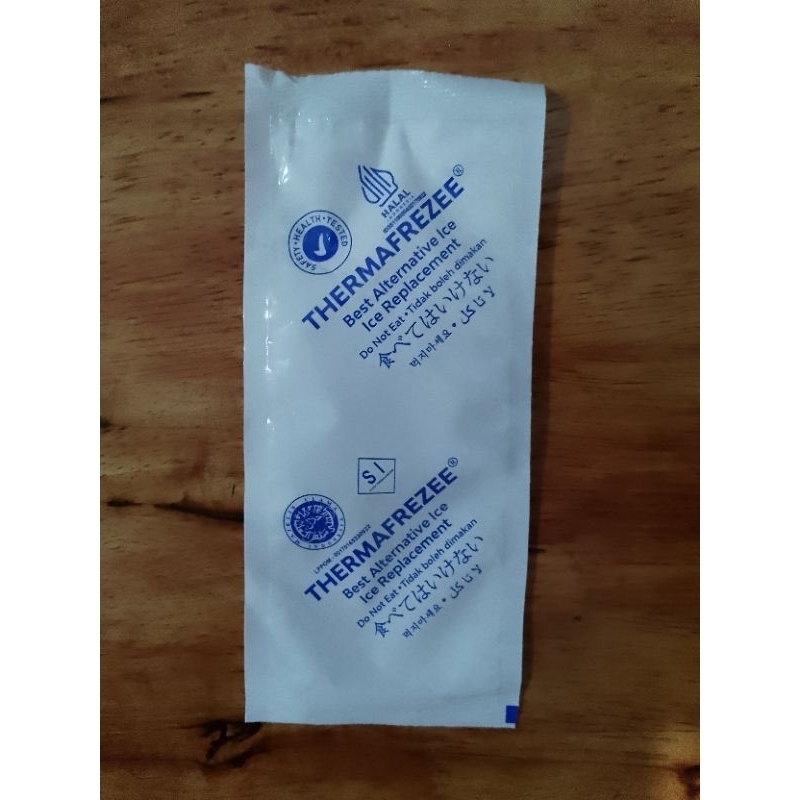 HALAL
INDONESIA
SAFETY • HEALTH • TESTED
THERMAFREZEE®
Best Alternative Ice
Ice Replacement
Do Not Eat • Tidak boleh dimakan
食べてはいけない
먹지마세요 • لا تأكل
SI
THERMAFREZEE®
Best Alternative Ice
Ice Replacement
Do Not Eat • Tidak boleh dimakan
食べてはいけない
먹지마세요 • لا تأكل